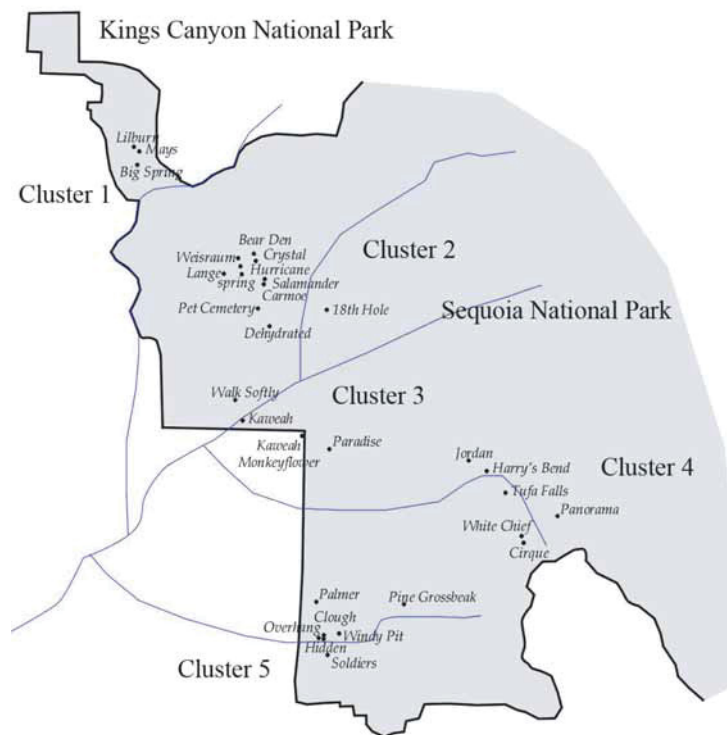 Kings Canyon National Park
Lilburn
Mays
Big Spring
Cluster 1
Bear Den
Cluster 2
Weisraum
Crystal
Lange
Hurricane
spring
Salamander
Carmoe
Pet Cemetery
18th Hole
Sequoia National Park
Dehydrated
Walk Softly
Cluster 3
Kaweah
Kaweah
Paradise
Monkeyflower
Jordan
Harry's Bend
Cluster 4
Tufa Falls
Panorama
White Chief
Cirque
Palmer
Pine Grossbeak
Clough
Overhang
Windy Pit
Hidden
Cluster 5
Soldiers